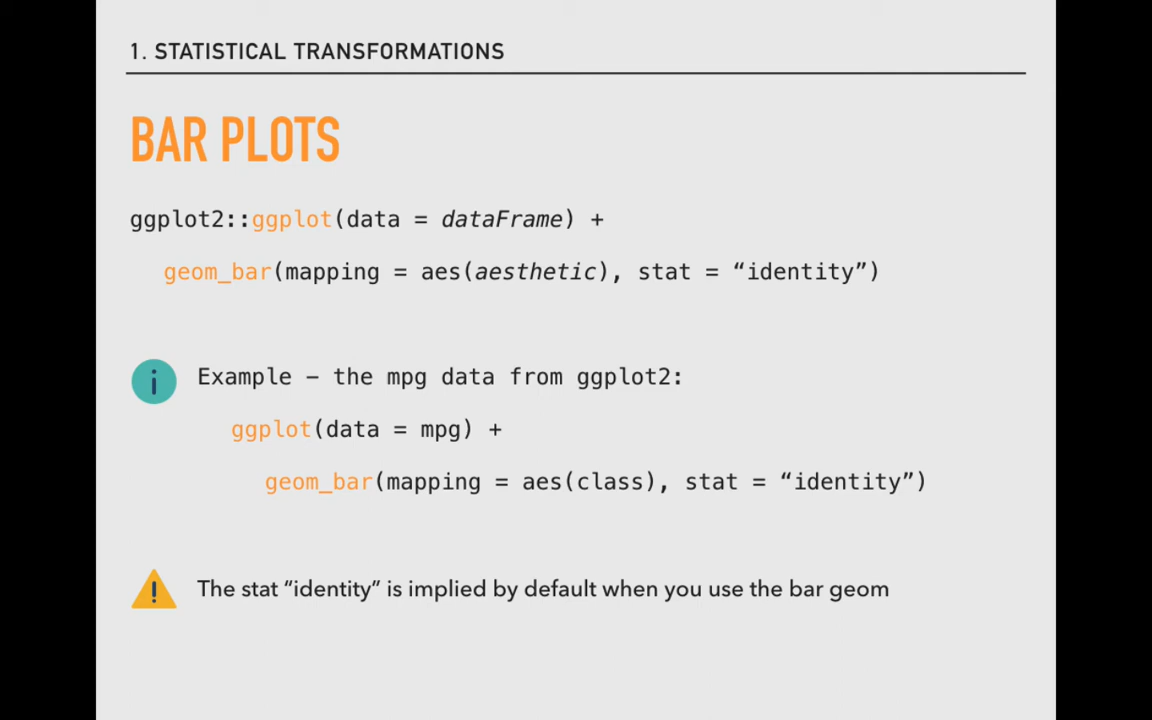 1. STATISTICAL TRANSFORMATIONS
BAR PLOTS
ggplot2::ggplot(data = dataFrame) +
geom_bar(mapping = aes(aesthetic), stat = “identity”)
Example – the mpg data from ggplot2:
ggplot(data = mpg) +
geom_bar(mapping = aes(class), stat = “identity”)
The stat “identity” is implied by default when you use the bar geom